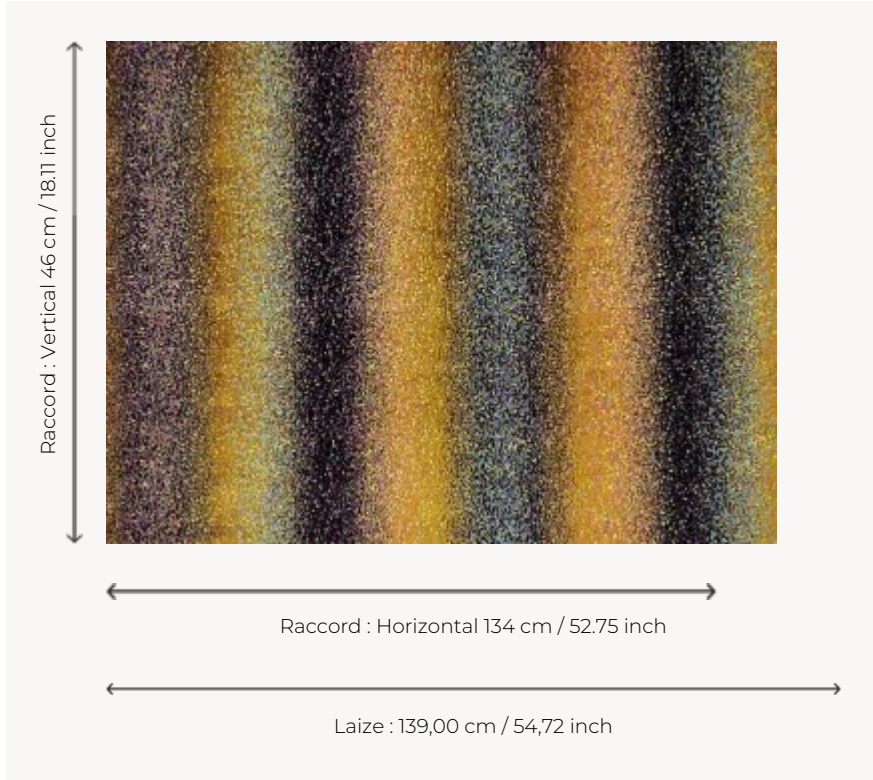 Raccord : Vertical 46 cm / 18.11 inch
Raccord : Horizontal 134 cm / 52.75 inch
Laize : 139,00 cm / 54,72 inch